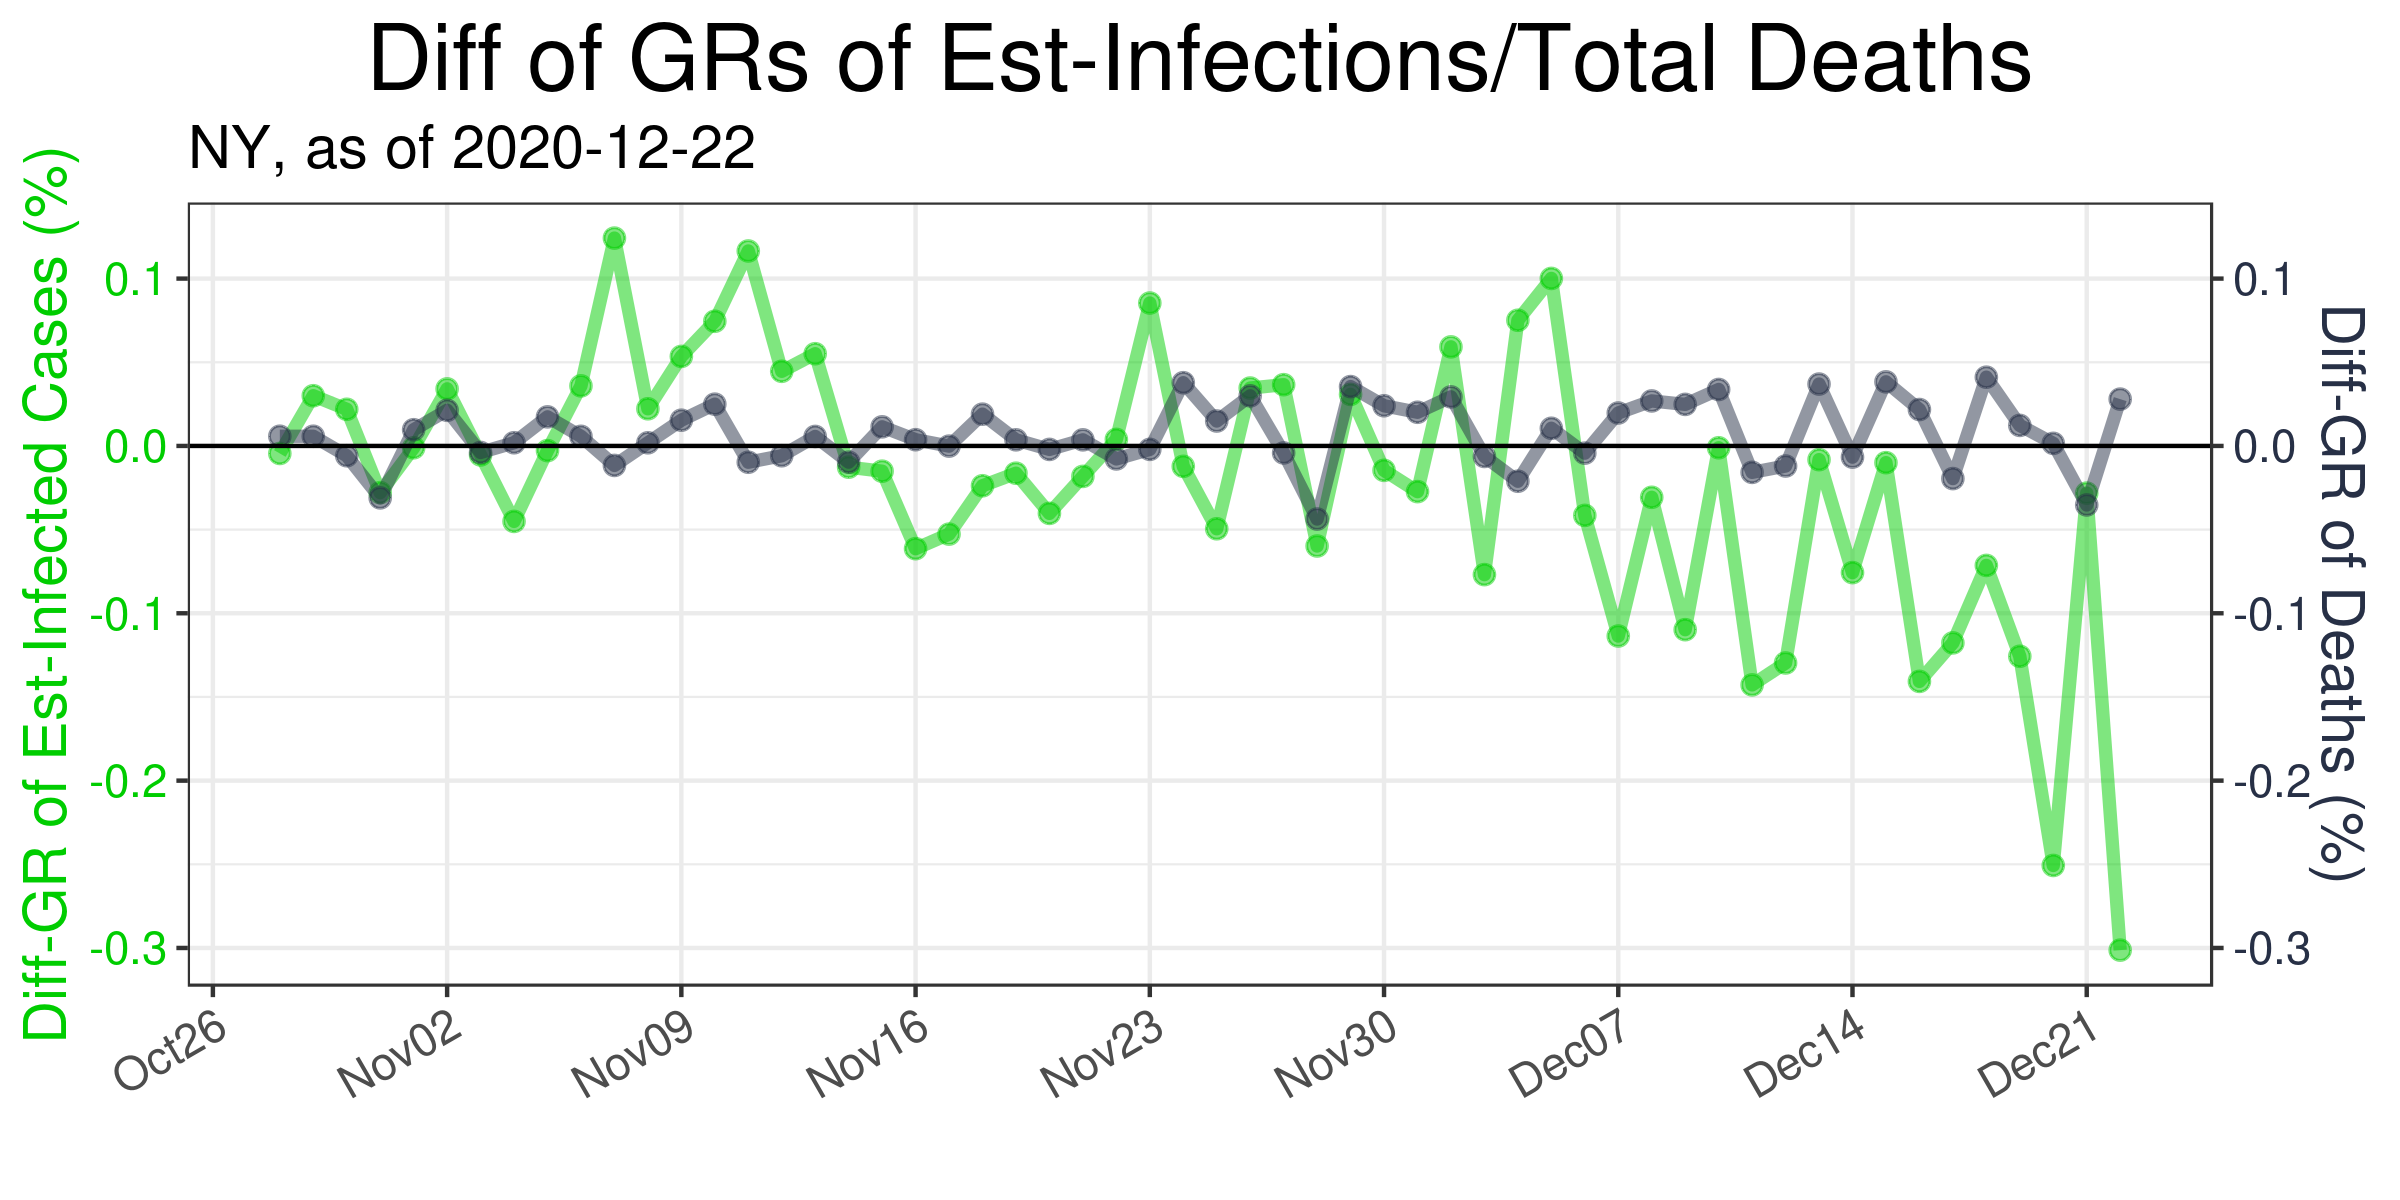 Diff of GRs of Est-Infections/Total Deaths
NY, as of 2020-12-22
Diff-GR of Est-Infected Cases (%)
0.1
0.0
-0.1
-0.2
-0.3
0.1
0.0
-0.1
-0.2
-0.3
Diff-GR of Deaths (%)
Oct26
Nov02
Nov09
Nov16
Nov23
Nov30
Dec07
Dec14
Dec21